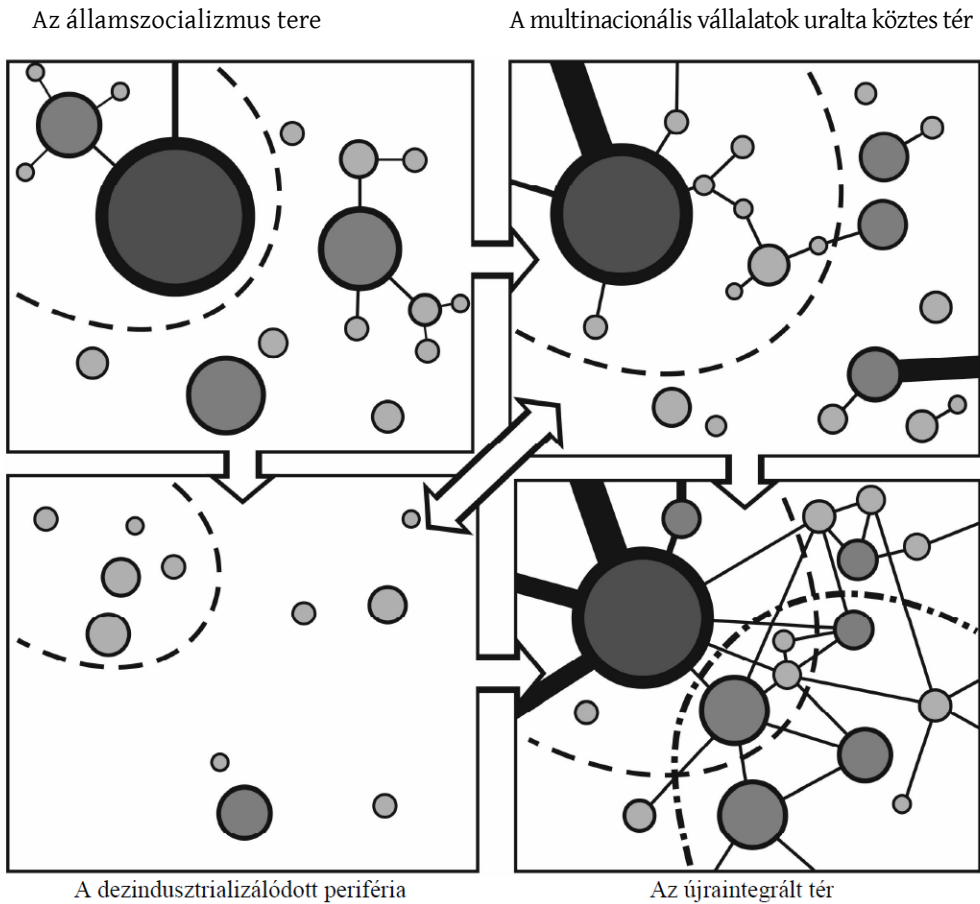 Az államszocializmus tere
A multinacionális vállalatok uralta köztes tér
A dezindusztrializálódott periféria
Az újraintegrált tér